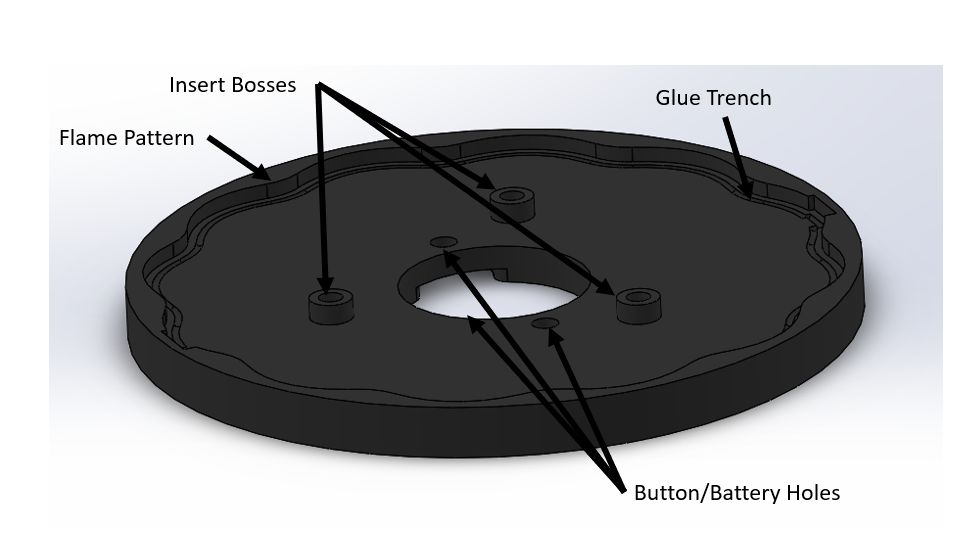 Insert Bosses
Glue Trench
Flame Pattern
Button/Battery Holes